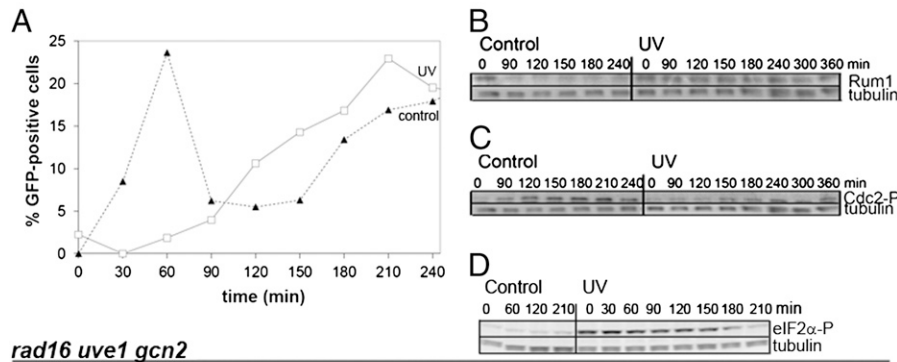 A
% GFP-positive cells
25
20
15
10
5
0
UV
control
0 30 60 90 120 150 180 210 240
time (min)
rad16 uve1 gcn2
B
Control UV
0 90 120 150 180 240 0 90 120 150 180 240 300 360 min
Rum1
tubulin
C
Control UV
0 90 120 150 180 210 240 0 90 120 150 180 240 300 360 min
Cdc2-P
tubulin
D
Control UV
0 60 120 210 0 30 60 90 120 150 180 210 min
eIF2α-P
tubulin